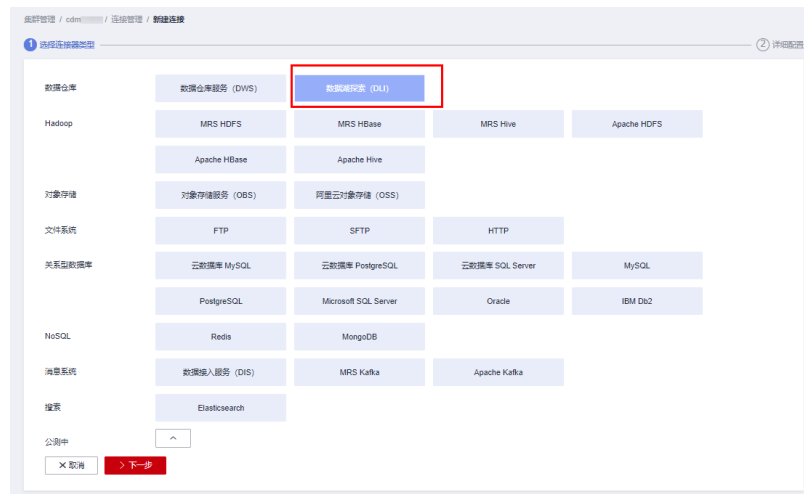 集群管理 / cdm / 连接管理 / 新建连接
1 选择连接器类型 2 详细配置
数据仓库 数据仓库服务（DWS） 数据湖探索（DLI）
Hadoop MRS HDFS MRS HBase MRS Hive Apache HDFS
Apache HBase Apache Hive
对象存储 对象存储服务（OBS） 阿里云对象存储（OSS）
文件系统 FTP SFTP HTTP
关系型数据库 云数据库 MySQL 云数据库 PostgreSQL 云数据库 SQL Server MySQL
PostgreSQL Microsoft SQL Server Oracle IBM Db2
NoSQL Redis MongoDB
消息系统 数据接入服务（DIS） MRS Kafka Apache Kafka
搜索 Elasticsearch
公测中
取消 下一步